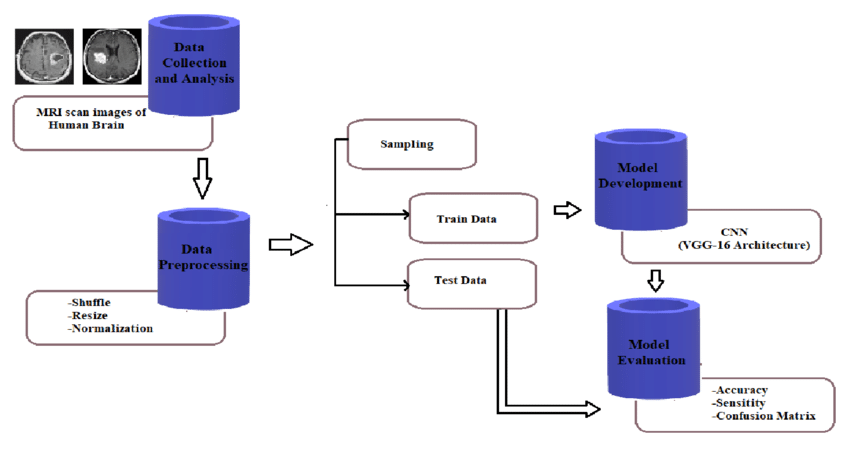 Data
Collection
and Analysis
MRI scan images of
Human Brain
Data
Preprocessing
-Shuffle
-Resize
-Normalization
Sampling
Train Data
Test Data
Model
Development
CNN
(VGG-16 Architecture)
Model
Evaluation
-Accuracy
-Sensitity
-Confusion Matrix